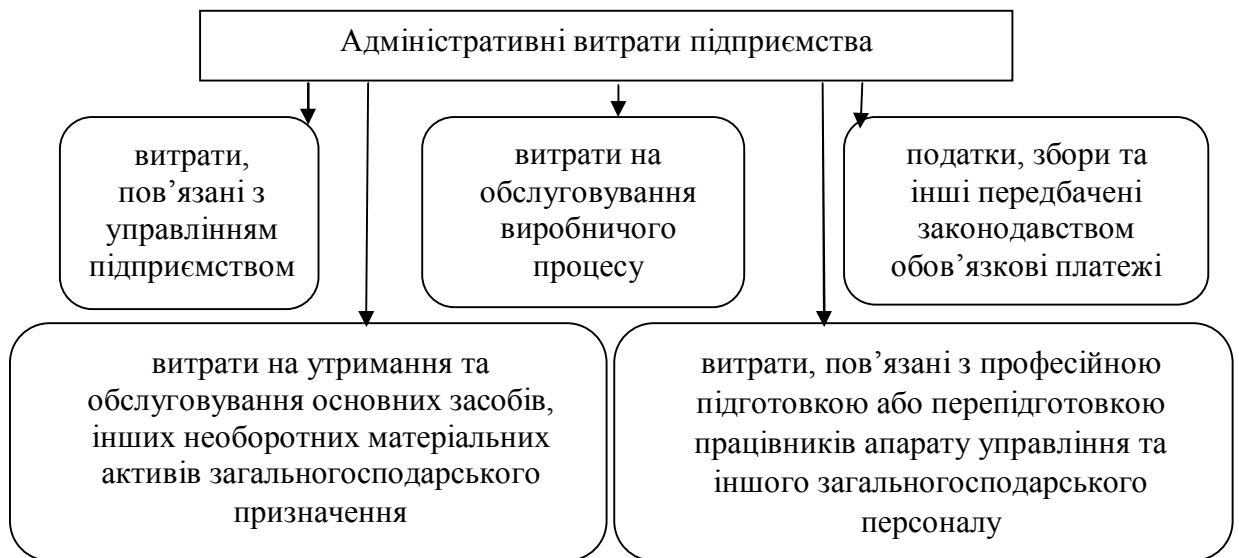 Адміністративні витрати підприємства
витрати,
пов’язані з
управлінням
підприємством
витрати на
обслуговування
виробничого
процесу
податки, збори та
інші передбачені
законодавством
обов’язкові платежі
витрати на утримання та
обслуговування основних засобів,
інших необоротних матеріальних
активів загальногосподарського
призначення
витрати, пов’язані з професійною
підготовкою або перепідготовкою
працівників апарату управління та
іншого загальногосподарського
персоналу